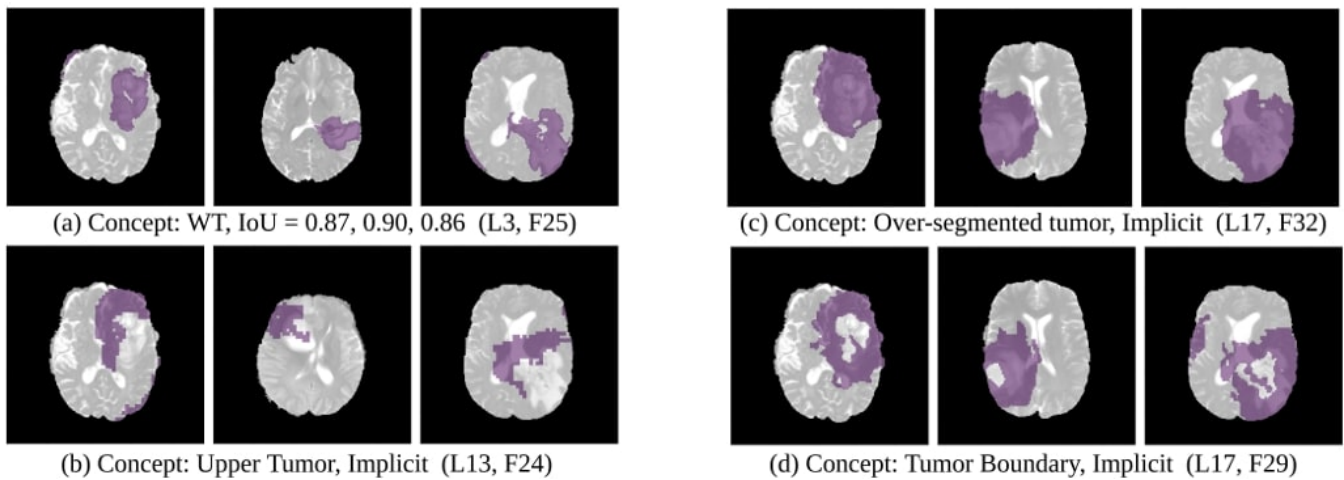 (a) Concept: WT, IoU = 0.87, 0.90, 0.86 (L3, F25)
(c) Concept: Over-segmented tumor, Implicit (L17, F32)
(b) Concept: Upper Tumor, Implicit (L13, F24)
(d) Concept: Tumor Boundary, Implicit (L17, F29)